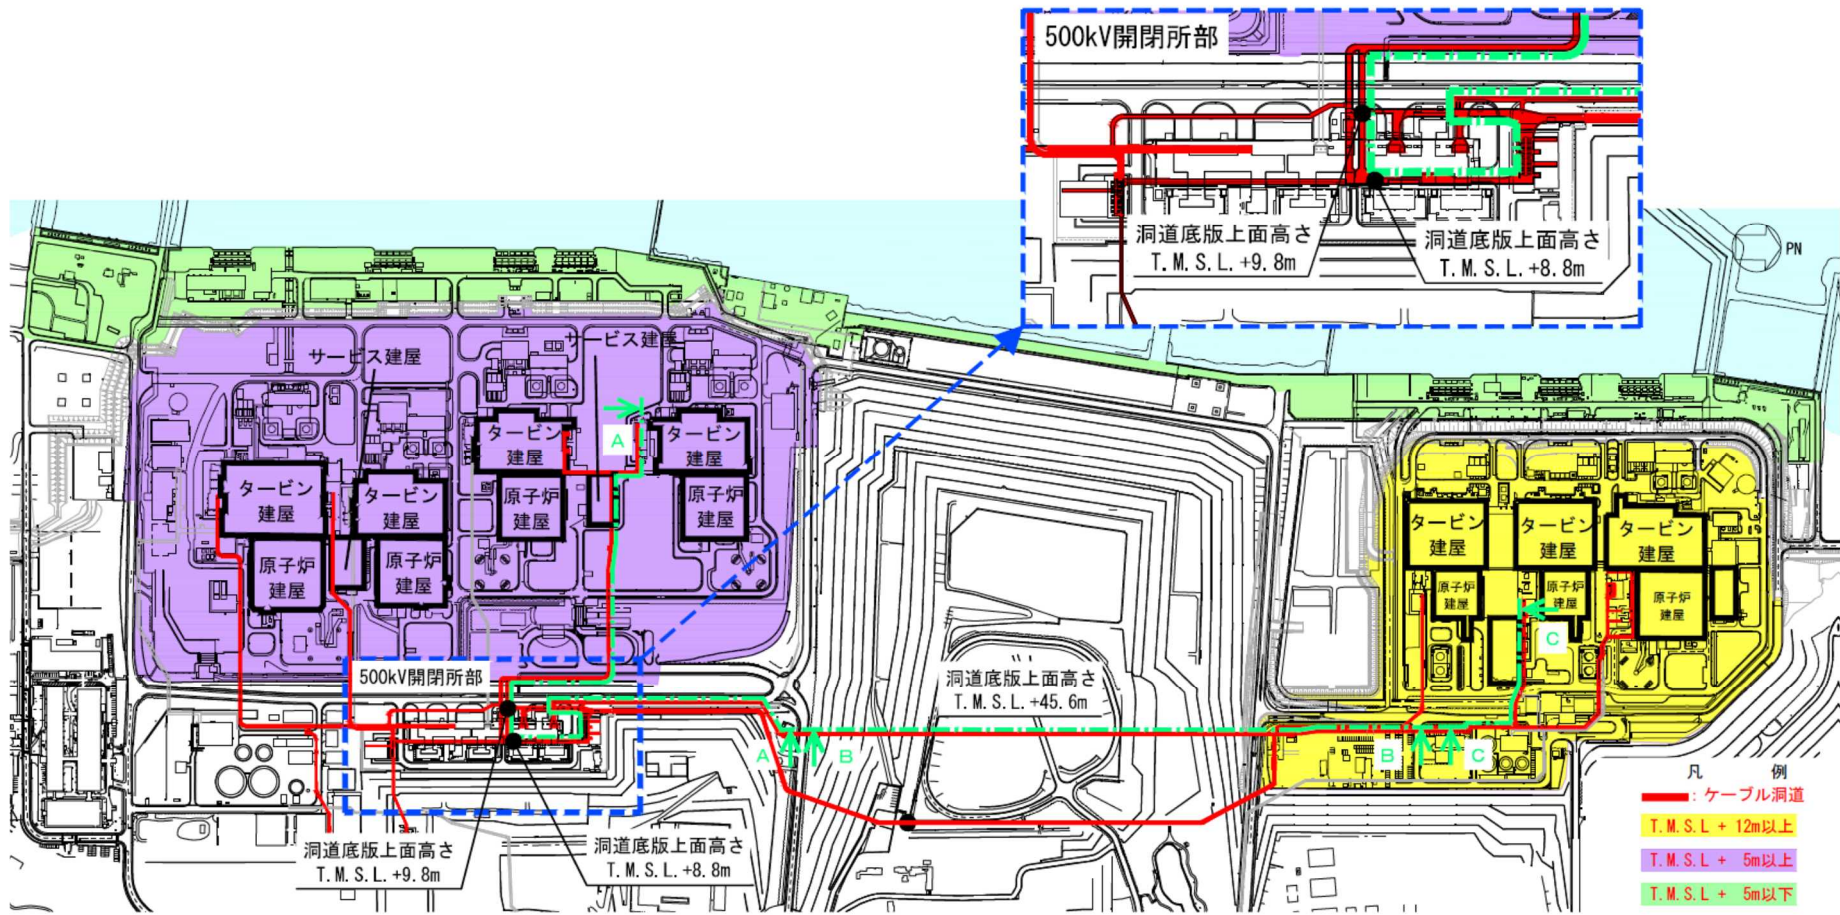 500kV開閉所部
洞道底版上面高さ
T.M.S.L.+9.8m
洞道底版上面高さ
T.M.S.L.+8.8m
PN
サービス建屋
サービス建屋
A
タービン
建屋
タービン
建屋
タービン
建屋
タービン
建屋
原子炉
建屋
原子炉
建屋
原子炉
建屋
原子炉
建屋
タービン
建屋
タービン
建屋
タービン
建屋
原子炉
建屋
原子炉
建屋
原子炉
建屋
C
500kV開閉所部
洞道底版上面高さ
T.M.S.L.+45.6m
A
B
B
C
洞道底版上面高さ
T.M.S.L.+9.8m
洞道底版上面高さ
T.M.S.L.+8.8m
凡 例
: ケーブル洞道
T.M.S.L + 12m以上
T.M.S.L + 5m以上
T.M.S.L + 5m以下